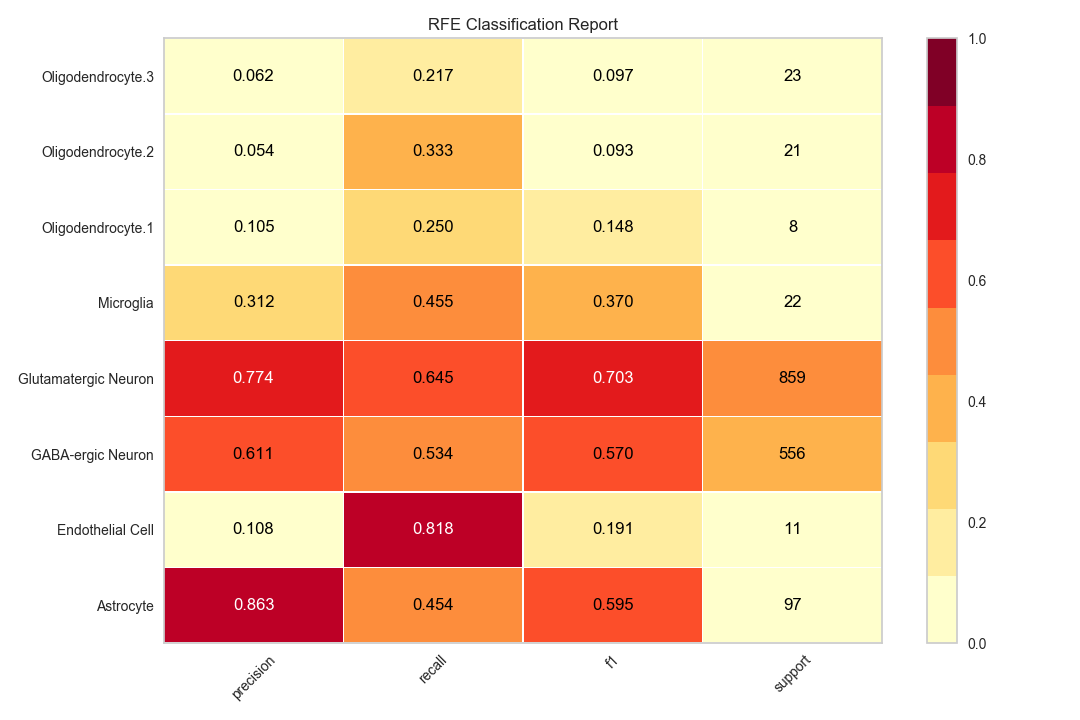 RFE Classification Report
Oligodendrocyte.3 0.062 0.217 0.097 23
Oligodendrocyte.2 0.054 0.333 0.093 21
Oligodendrocyte.1 0.105 0.250 0.148 8
Microglia 0.312 0.455 0.370 22
Glutamatergic Neuron 0.774 0.645 0.703 859
GABA-ergic Neuron 0.611 0.534 0.570 556
Endothelial Cell 0.108 0.818 0.191 11
Astrocyte 0.863 0.454 0.595 97
precision recall f1 support
1.0
0.8
0.6
0.4
0.2
0.0